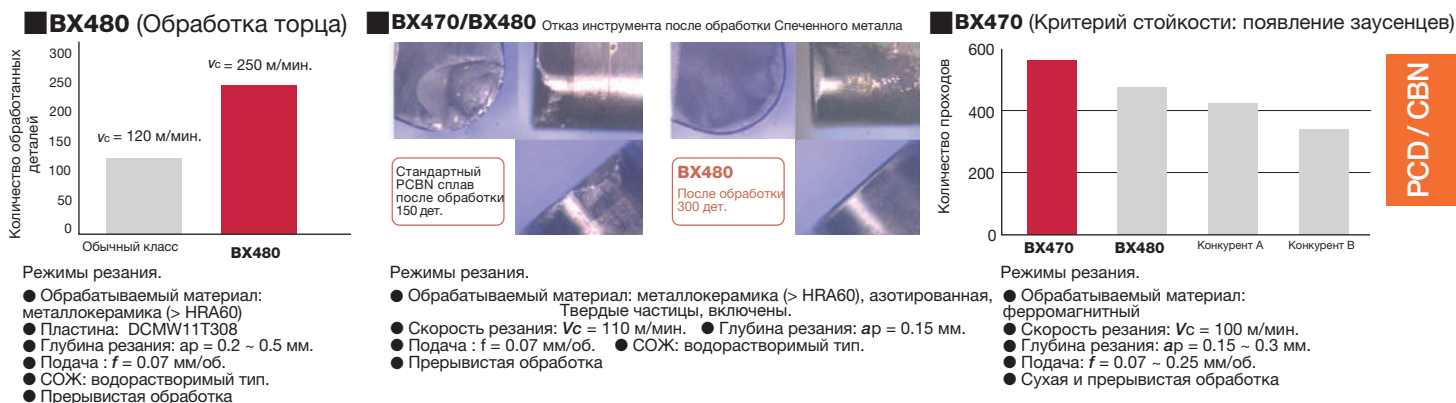 BX480 (Обработка торца)
Количество обработанных
деталей
300
250
200
150
100
50
0
vc = 120 м/мин.
vc = 250 м/мин.
Обычный класс
BX480
Режимы резания.
● Обрабатываемый материал:
металлокерамика (> HRA60)
● Пластина: DCMW11T308
● Глубина резания: ap = 0.2 ~ 0.5 мм.
● Подача : f = 0.07 мм/об.
● СОЖ: водорастворимый тип.
● Прерывистая обработка
BX470/BX480 Отказ инструмента после обработки Спеченного металла
Стандартный
PCBN сплав
после обработки
150 дет.
BX480
После обработки
300 дет.
Режимы резания.
● Обрабатываемый материал: металлокерамика (> HRA60), азотированная,
Твердые частицы, включены.
● Скорость резания: Vc = 110 м/мин. ● Глубина резания: ap = 0.15 мм.
● Подача : f = 0.07 мм/об. ● СОЖ: водорастворимый тип.
● Прерывистая обработка
BX470 (Критерий стойкости: появление заусенцев)
Количество проходов
600
400
200
0
BX470
BX480
Конкурент A
Конкурент B
Режимы резания.
● Обрабатываемый материал:
ферромагнитный
● Скорость резания: Vc = 100 м/мин.
● Глубина резания: ap = 0.15 ~ 0.3 мм.
● Подача: f = 0.07 ~ 0.25 мм/об.
● Сухая и прерывистая обработка
PCD / CBN